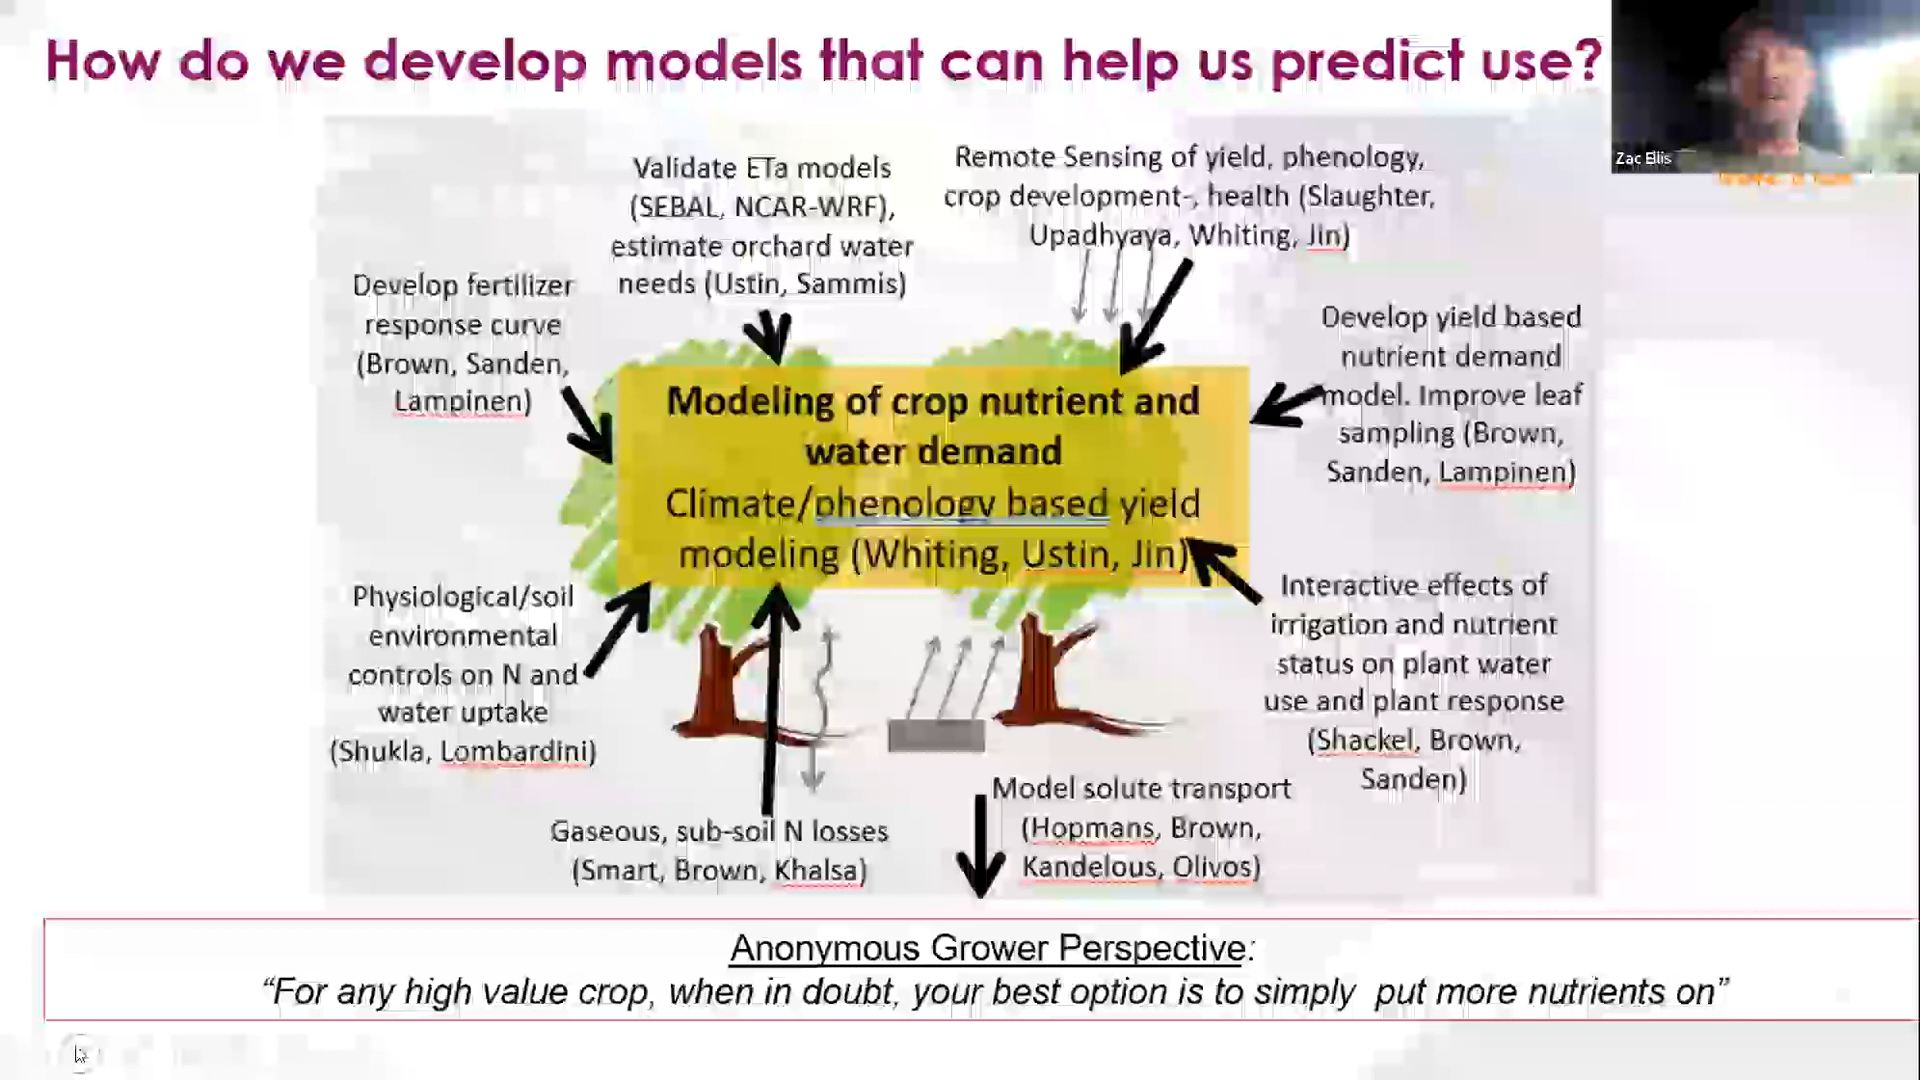 How do we develop models that can help us predict use?
Zac Ellis
Validate ETa models
(SEBAL, NCAR-WRF),
estimate orchard water
needs (Ustin, Sammis)
Remote Sensing of yield, phenology,
crop development-, health (Slaughter,
Upadhyaya, Whiting, Jin)
Develop fertilizer
response curve
(Brown, Sanden,
Lampinen)
Develop yield based
nutrient demand
model. Improve leaf
sampling (Brown,
Sanden, Lampinen)
Modeling of crop nutrient and
water demand
Climate/phenology based yield
modeling (Whiting, Ustin, Jin)
Physiological/soil
environmental
controls on N and
water uptake
(Shukla, Lombardini)
Interactive effects of
irrigation and nutrient
status on plant water
use and plant response
(Shackel, Brown,
Sanden)
Gaseous, sub-soil N losses
(Smart, Brown, Khalsa)
Model solute transport
(Hopmans, Brown,
Kandelous, Olivos)
Anonymous Grower Perspective:
“For any high value crop, when in doubt, your best option is to simply  put more nutrients on”